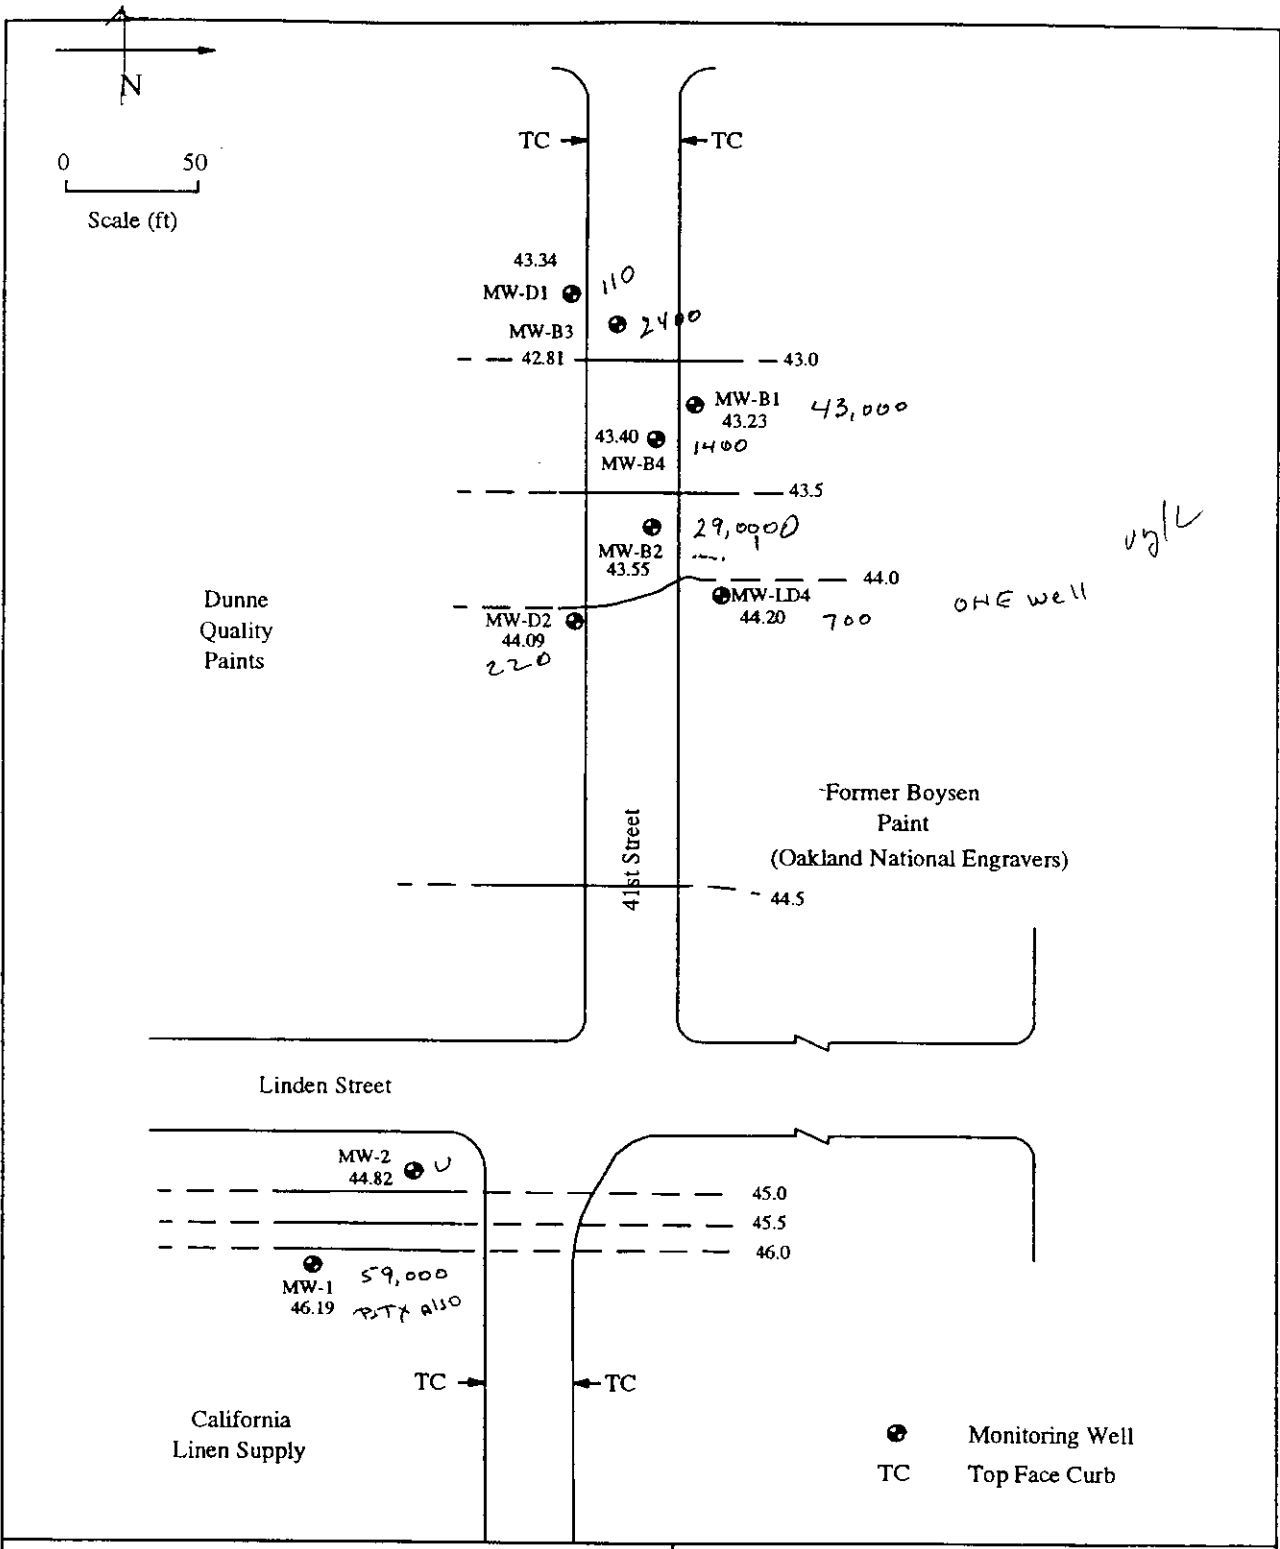 N
0 50
Scale (ft)
TC TC
43.34
MW-D1 110
MW-B3 2400
42.81 43.0
MW-B1 43,000
43.23
43.40 1400
MW-B4
43.5
29,000
MW-B2
43.55
ug/L
44.0
MW-LD4 ONE well
44.20 700
MW-D2
44.09
220
Dunne
Quality
Paints
Former Boysen
Paint
(Oakland National Engravers)
41st Street
44.5
Linden Street
MW-2
44.82
45.0
45.5
46.0
MW-1 59,000
46.19 Also
TC TC
California
Linen Supply
Monitoring Well
TC Top Face Curb